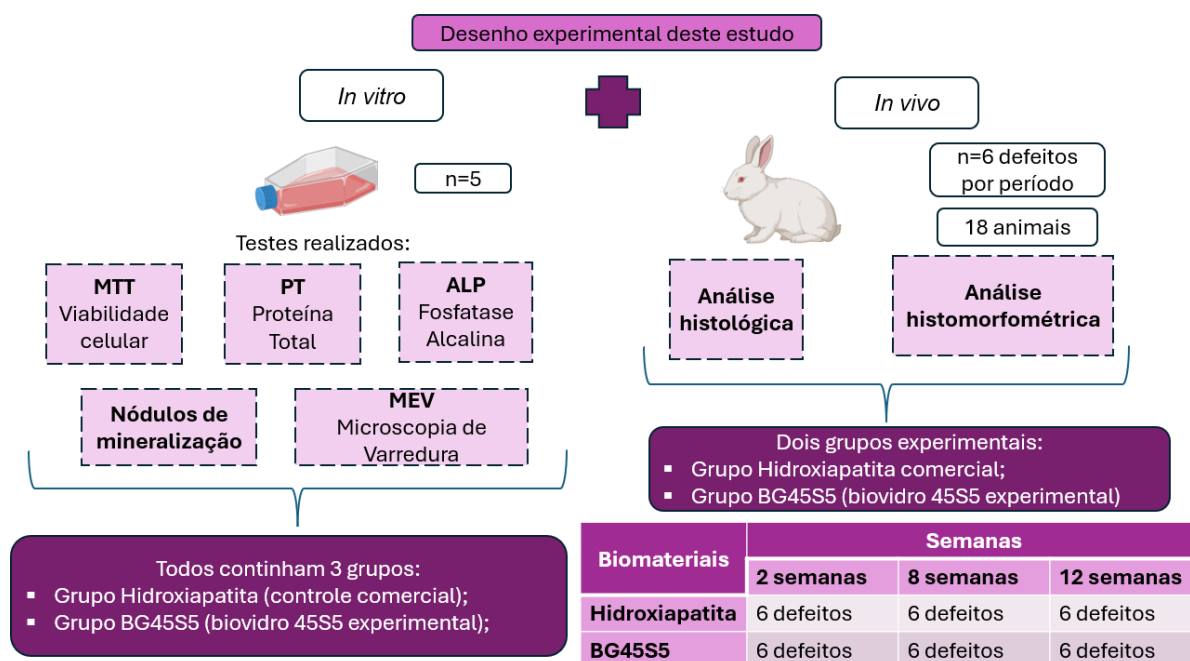 Desenho experimental deste estudo
In vitro
n=5
Testes realizados:
MTT
Viabilidade
celular
PT
Proteína
Total
ALP
Fosfatase
Alcalina
Nódulos de
mineralização
MEV
Microscopia de
Varredura
Todos continham 3 grupos:
▪ Grupo Hidroxiapatita (controle comercial);
▪ Grupo BG45S5 (biovidro 45S5 experimental);
In vivo
n=6 defeitos
por período
18 animais
Análise
histológica
Análise
histomorfométrica
Dois grupos experimentais:
▪ Grupo Hidroxiapatita comercial;
▪ Grupo BG45S5 (biovidro 45S5 experimental)
Biomateriais Semanas
2 semanas 8 semanas 12 semanas
Hidroxiapatita 6 defeitos 6 defeitos 6 defeitos
BG45S5 6 defeitos 6 defeitos 6 defeitos